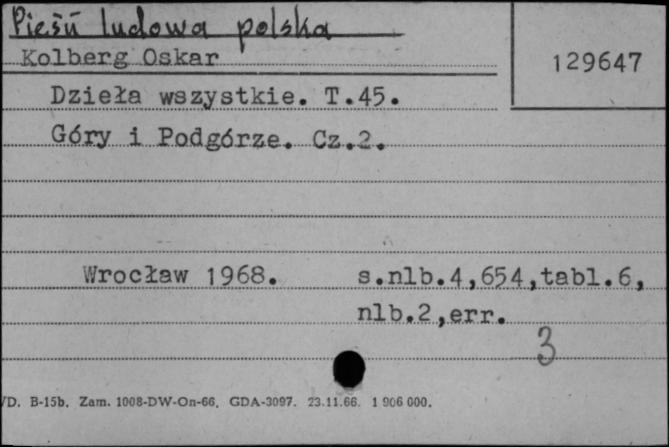 Pieśń ludowa polska
Kolberg Oskar
129647
Dzieła wszystkie. T.45.
Góry i Podgórze. Cz.2.
Wrocław 1968. s.nlb.4,654,tabl.6,
nlb.2,err.
3
/D. B-15b. Zam. 1008-DW-On-66. GDA-3097. 23.11.66. 1 906 000.